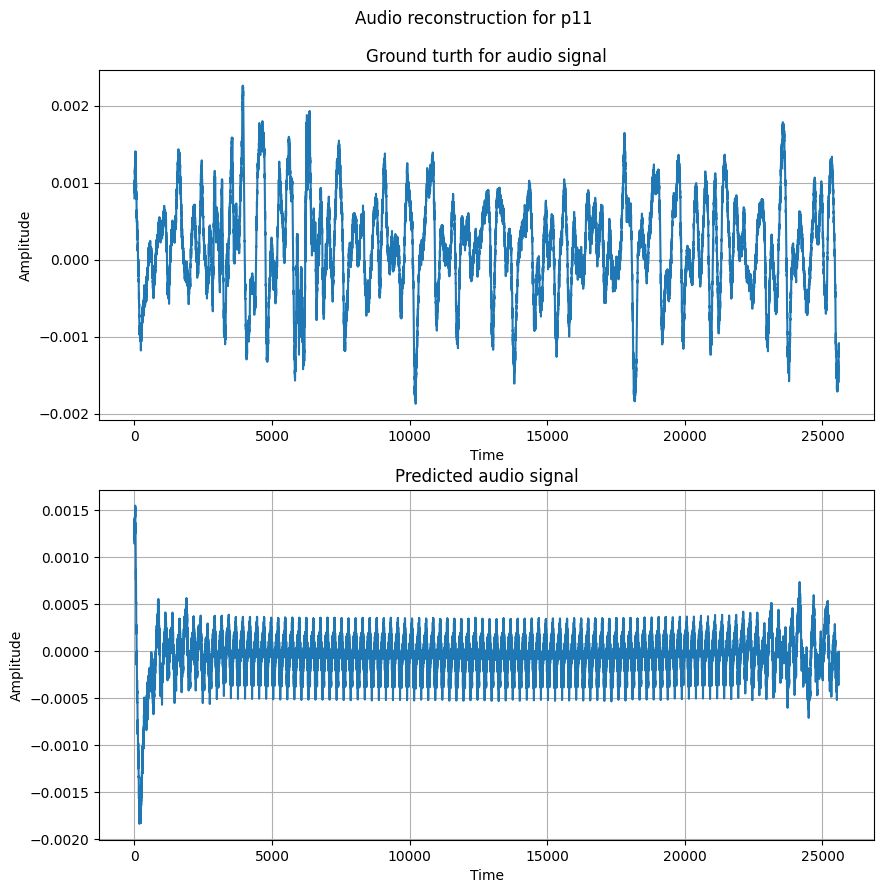 Audio reconstruction for p11
Ground turth for audio signal
0.002
0.001
0.000
−0.001
−0.002
Amplitude
0 5000 10000 15000 20000 25000
Time
Predicted audio signal
0.0015
0.0010
0.0005
0.0000
−0.0005
−0.0010
−0.0015
−0.0020
Amplitude
0 5000 10000 15000 20000 25000
Time